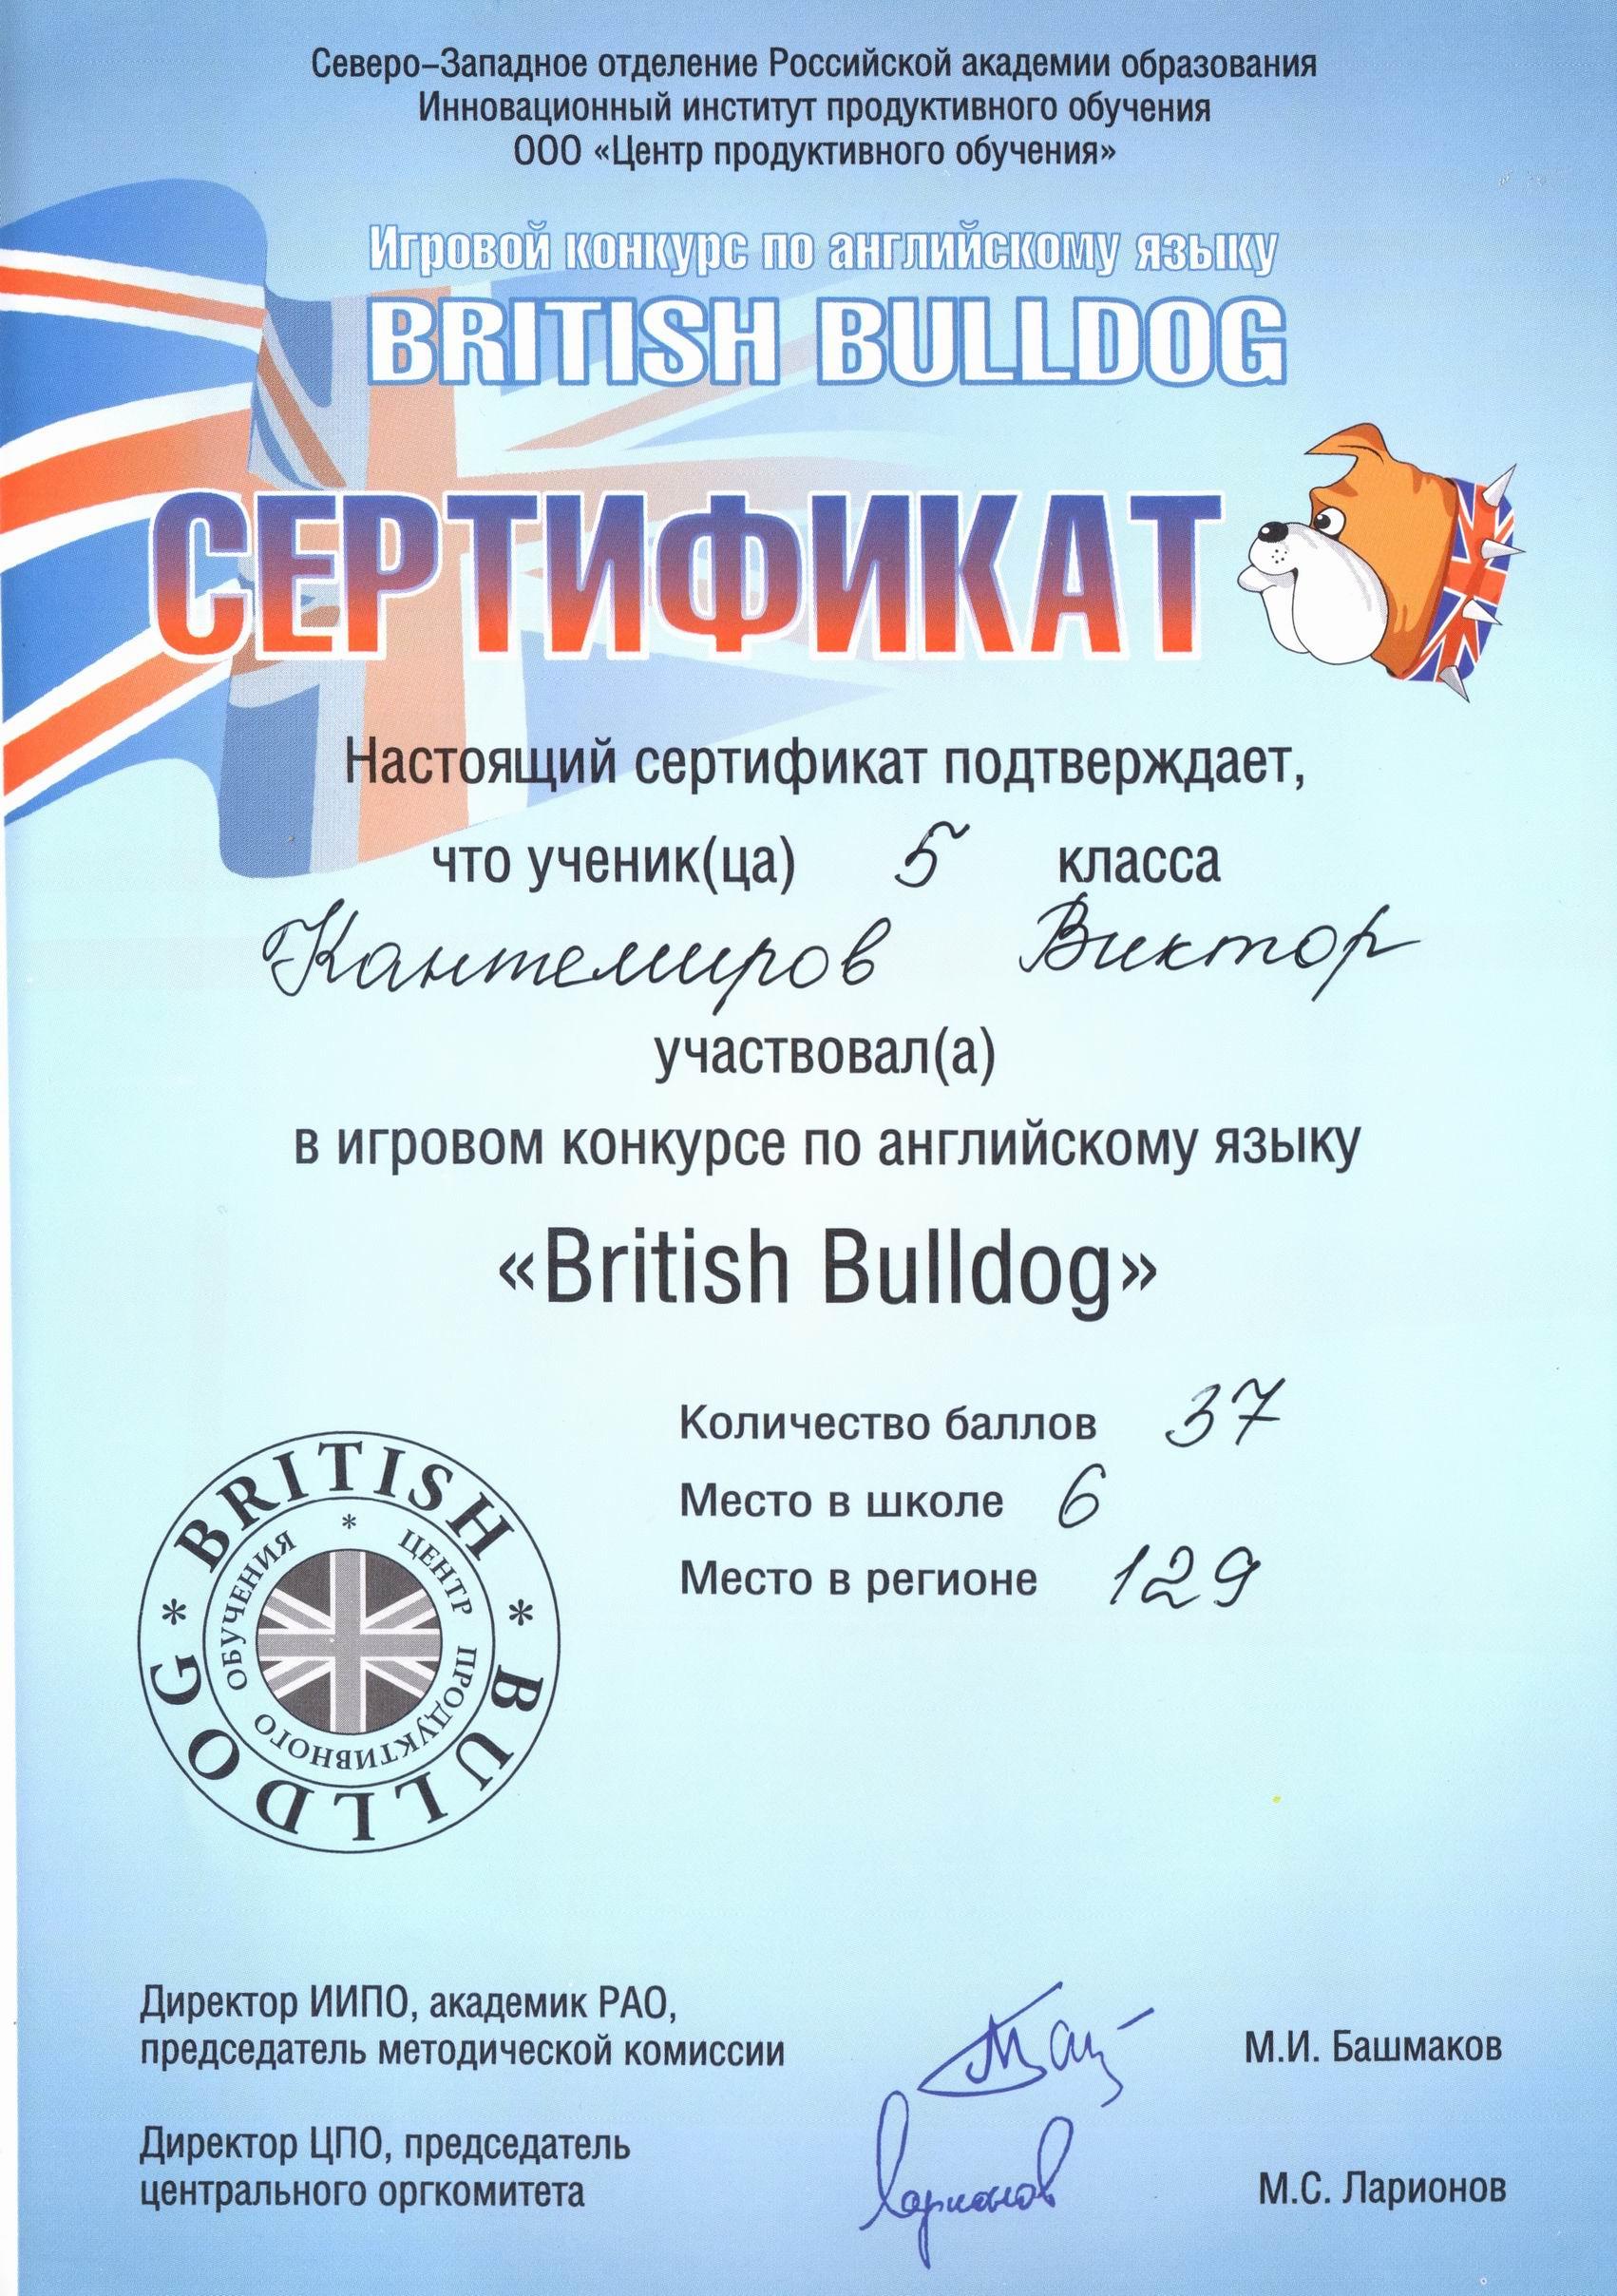 Северо–Западное отделение Российской академии образования
Инновационный институт продуктивного обучения
ООО «Центр продуктивного обучения»
Игровой конкурс по английскому языку
BRITISH BULLDOG
СЕРТИФИКАТ
Настоящий сертификат подтверждает,
что ученик(ца) 5 класса
Кантемиров Виктор
участвовал(а)
в игровом конкурсе по английскому языку
«British Bulldog»
Количество баллов 37
Место в школе 6
Место в регионе 129
* BRITISH * BULLDOG
* ЦЕНТР ПРОДУКТИВНОГО ОБУЧЕНИЯ
Директор ИИПО, академик РАО,
председатель методической комиссии
М.И. Башмаков
Директор ЦПО, председатель
центрального оргкомитета
Ларионов
М.С. Ларионов